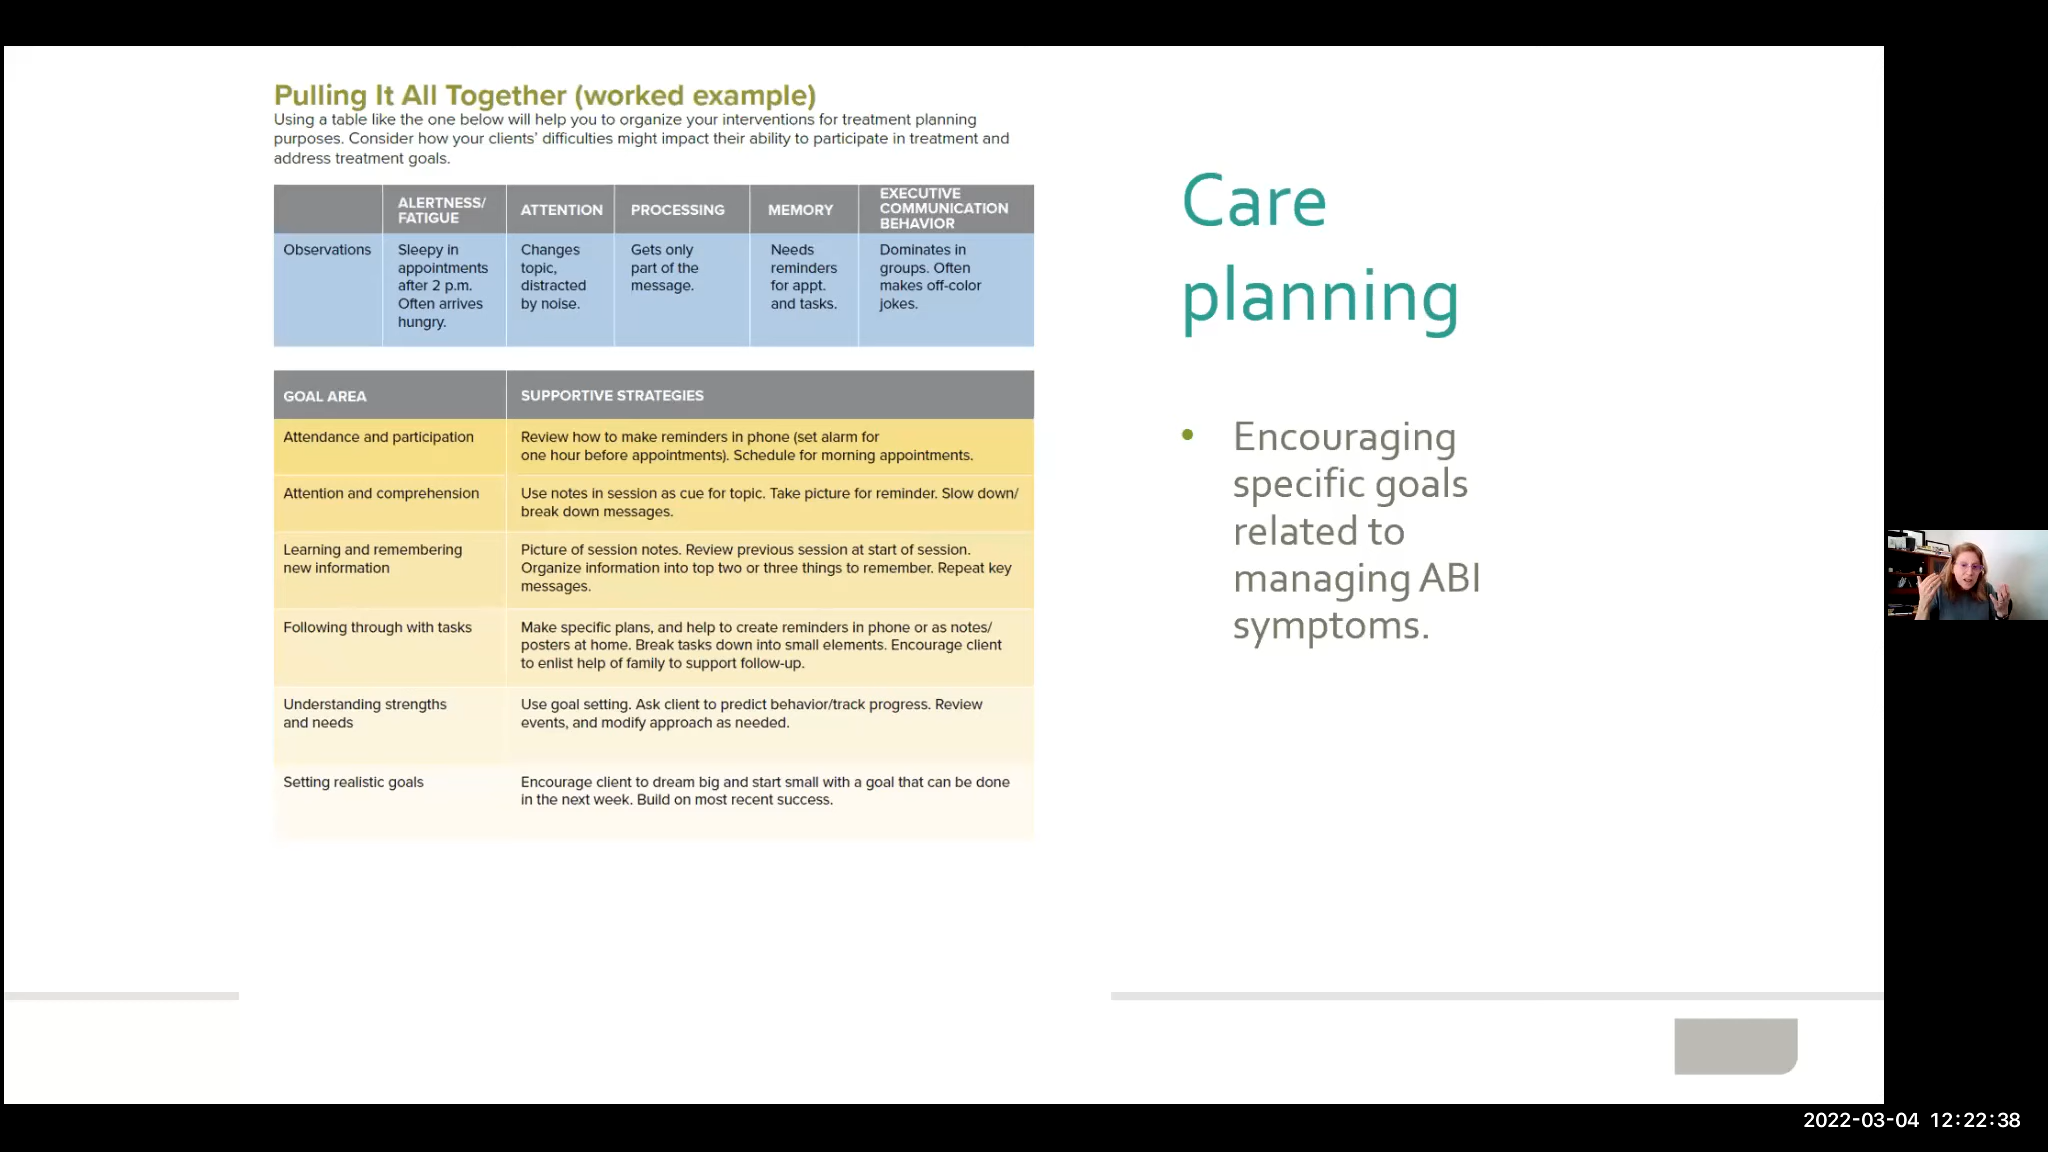 Pulling It All Together (worked example)
Using a table like the one below will help you to organize your interventions for treatment planning
purposes. Consider how your clients’ difficulties might impact their ability to participate in treatment and
address treatment goals.
ALERTNESS/
FATIGUE
ATTENTION
PROCESSING
MEMORY
EXECUTIVE
COMMUNICATION
BEHAVIOR
Observations
Sleepy in
appointments
after 2 p.m.
Often arrives
hungry.
Changes
topic,
distracted
by noise.
Gets only
part of the
message.
Needs
reminders
for appt.
and tasks.
Dominates in
groups. Often
makes off-color
jokes.
GOAL AREA
SUPPORTIVE STRATEGIES
Attendance and participation
Review how to make reminders in phone (set alarm for
one hour before appointments). Schedule for morning appointments.
Attention and comprehension
Use notes in session as cue for topic. Take picture for reminder. Slow down/
break down messages.
Learning and remembering
new information
Picture of session notes. Review previous session at start of session.
Organize information into top two or three things to remember. Repeat key
messages.
Following through with tasks
Make specific plans, and help to create reminders in phone or as notes/
posters at home. Break tasks down into small elements. Encourage client
to enlist help of family to support follow-up.
Understanding strengths
and needs
Use goal setting. Ask client to predict behavior/track progress. Review
events, and modify approach as needed.
Setting realistic goals
Encourage client to dream big and start small with a goal that can be done
in the next week. Build on most recent success.
Care
planning
• Encouraging
specific goals
related to
managing ABI
symptoms.
2022-03-04 12:22:38